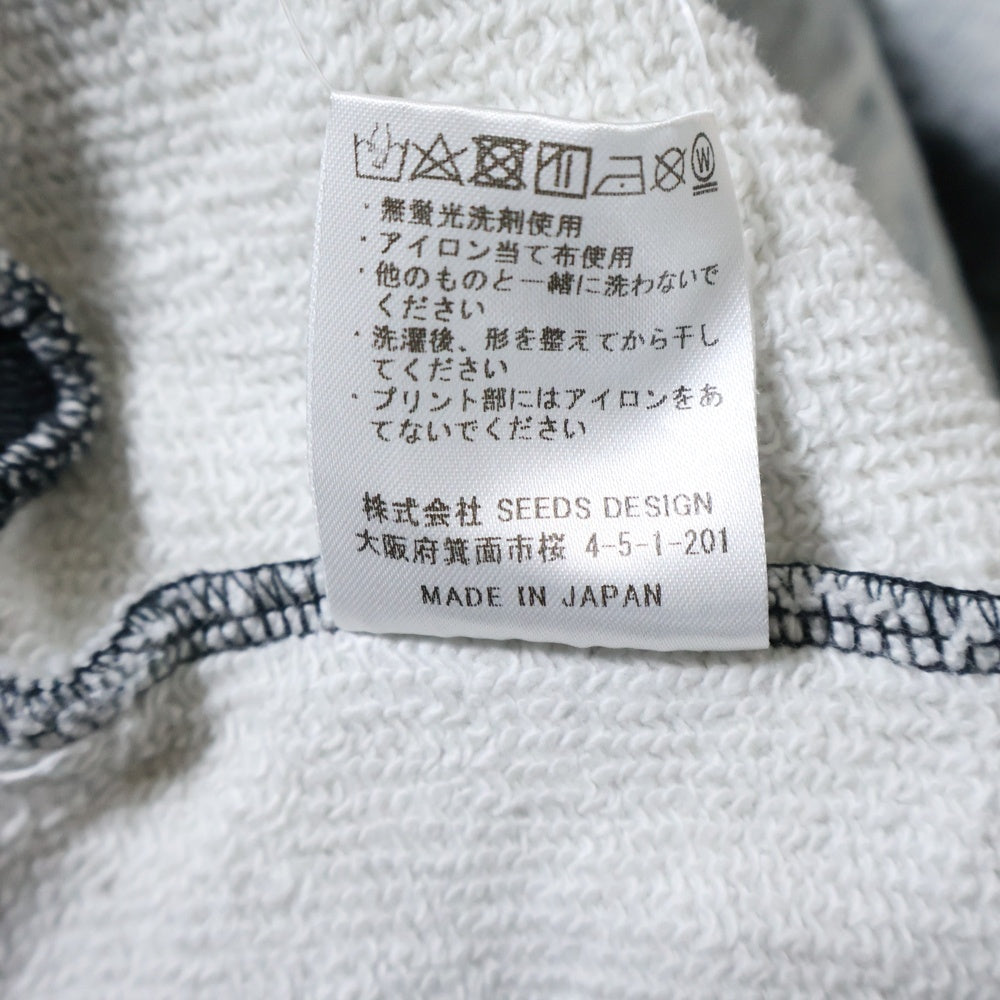 W
・無蛍光洗剤使用
・アイロン当て布使用
・他のものと一緒に洗わないで
ください
・洗濯後、形を整えてから干し
てください
・プリント部にはアイロンをあ
てないでください
株式会社 SEEDS DESIGN
大阪府箕面市桜 4-5-1-201
MADE IN JAPAN